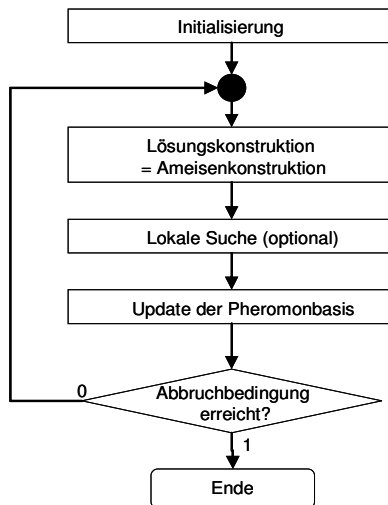 Initialisierung
Lösungskonstruktion
= Ameisenkonstruktion
Lokale Suche (optional)
Update der Pheromonbasis
0
Abbruchbedingung
erreicht?
1
Ende